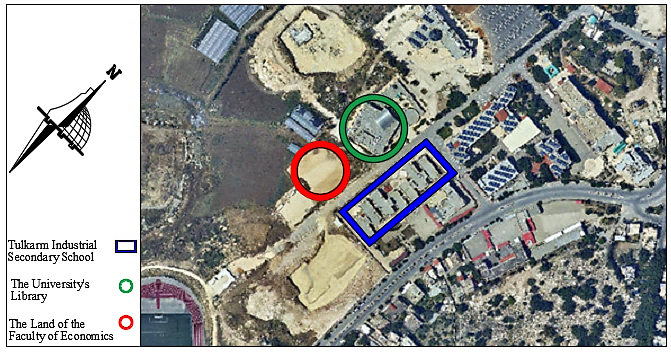 N
Tulkarm Industrial
Secondary School
The University's
Library
The Land of the
Faculty of Economics